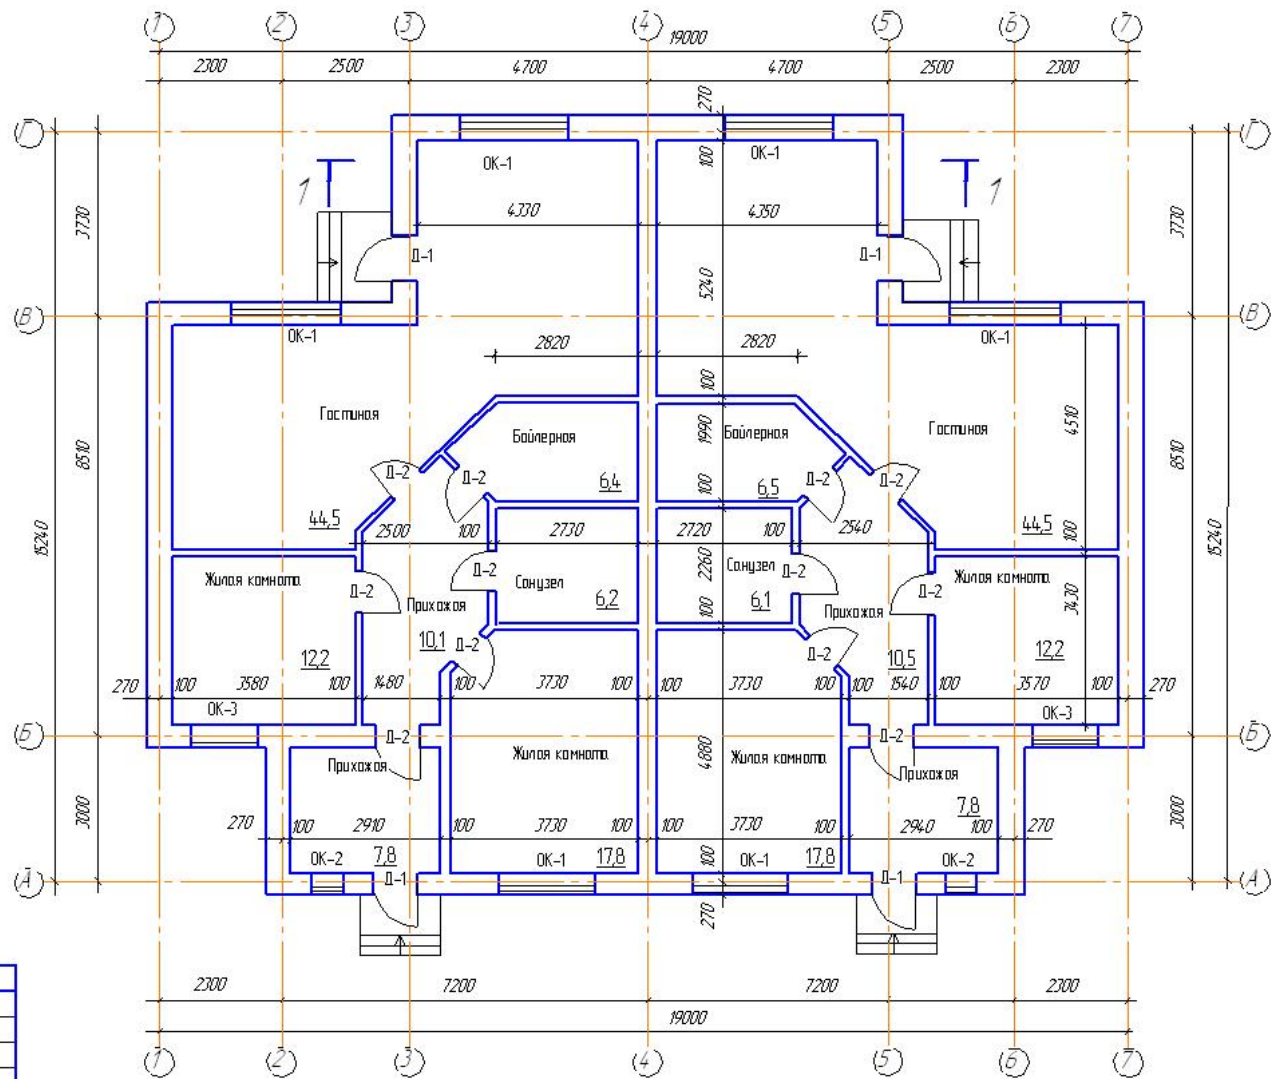 1 2 3 4 5 6 7
19000
2300 2500 4700 4700 2500 2300
Г 270 Г
ОК-1 100 ОК-1
1 1
3730 4330 4350 3730 3730
Д-1 Д-1
5240
В В
ОК-1 ОК-1
2820 2820
100
Гостиная Гостиная
Бойлерная 1990 Бойлерная 4510
8510 8510
Д-2 Д-2 Д-2 Д-2
6,4 100 6,5
44,5 44,5
2500 100 2730 2720 100 2540 100
15240 15240
Жилая комната Санузел 2260 Санузел Жилая комната
Д-2 Д-2 Д-2 Д-2
Прихожая 6,2 100 6,1 Прихожая 3430
10,1 Д-2 Д-2 10,5
12,2 12,2
270 100 3580 100 1480 100 3730 100 100 3730 100 100 1540 100 3570 100 270
ОК-3 ОК-3
Б Д-2 Д-2 Б
Прихожая Жилая комната 4880 Жилая комната Прихожая
3000 7,8 3000
270 100 2910 100 3730 100 100 3730 100 2940 100 270
ОК-2 7,8 ОК-1 17,8 100 ОК-1 17,8 ОК-2
А Д-1 Д-1 А
270
2300 7200 7200 2300
19000
1 2 3 4 5 6 7